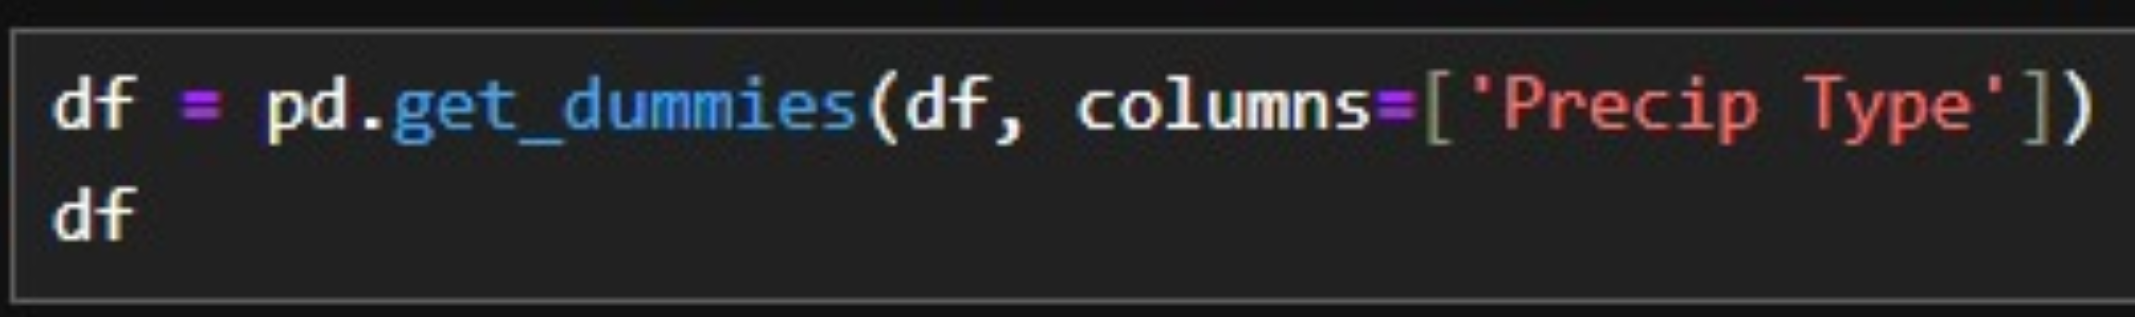 df = pd.get_dummies(df, columns=['Precip Type'])
df